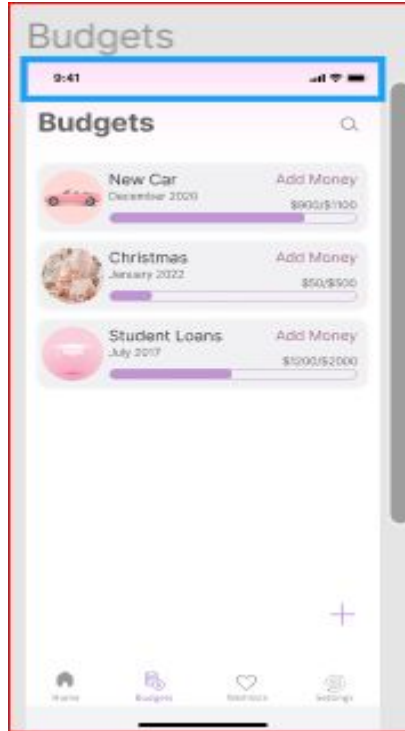 Budgets
9:41
Budgets
New Car
Add Money
December 2020
$900/$1100
Christmas
Add Money
January 2022
$50/$500
Student Loans
Add Money
July 2017
$1200/$2000
Home
Budgets
Settings